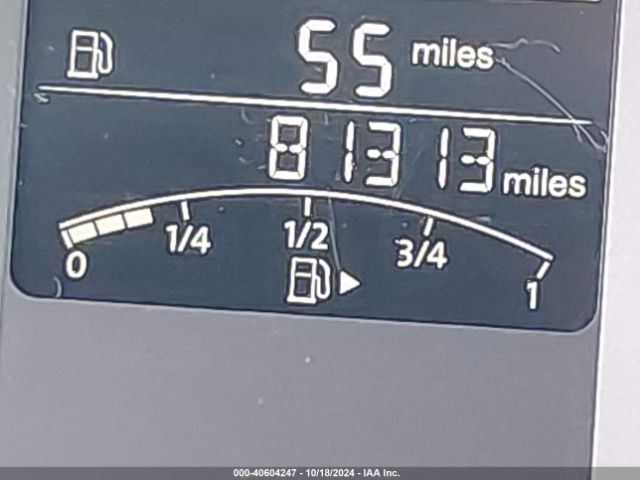 55 miles
81313 miles
0 1/4 1/2 3/4 1
000-40604247 - 10/18/2024 - IAA Inc.